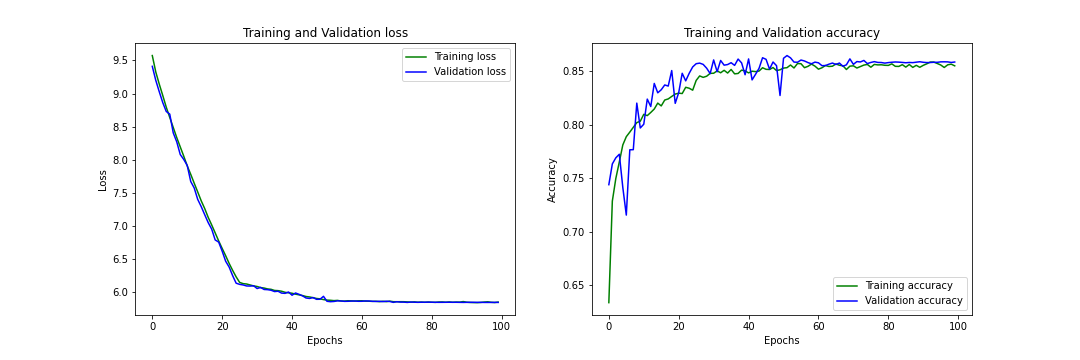 Training and Validation loss
Loss
9.5
9.0
8.5
8.0
7.5
7.0
6.5
6.0
Training loss
Validation loss
0 20 40 60 80 100
Epochs
Training and Validation accuracy
Accuracy
0.85
0.80
0.75
0.70
0.65
Training accuracy
Validation accuracy
0 20 40 60 80 100
Epochs